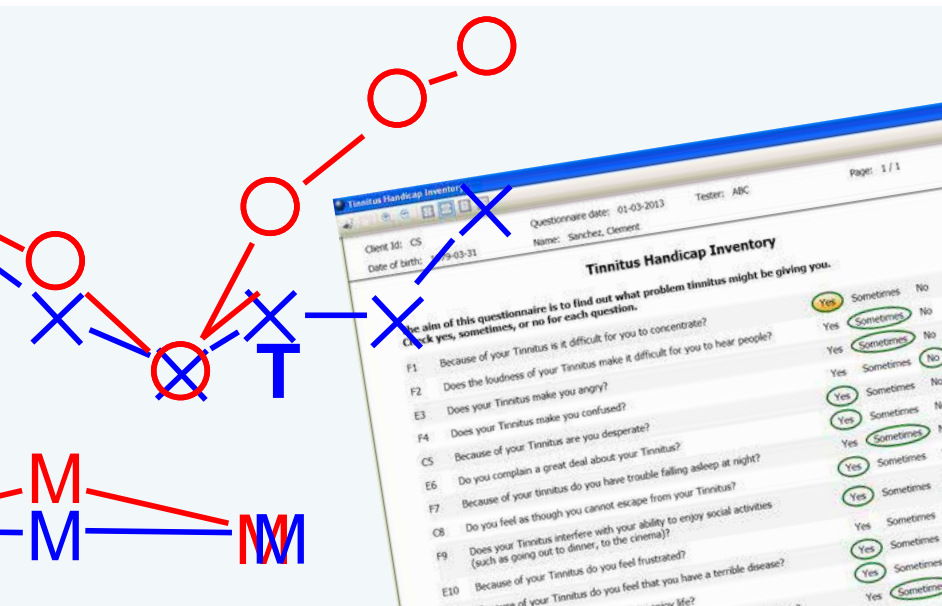 Tinnitus Handicap Inventory
Client Id: CS
Questionnaire date: 01-03-2013
Tester: ABC
Page: 1 / 1
Date of birth: 9-03-31
Name: Sanchez, Clement
Tinnitus Handicap Inventory
he aim of this questionnaire is to find out what problem tinnitus might be giving you.
Check yes, sometimes, or no for each question.
F1 Because of your Tinnitus is it difficult for you to concentrate? Yes Sometimes No
F2 Does the loudness of your Tinnitus make it difficult for you to hear people? Yes Sometimes No
E3 Does your Tinnitus make you angry? Yes Sometimes No
F4 Does your Tinnitus make you confused? Yes Sometimes No
C5 Because of your Tinnitus are you desperate? Yes Sometimes No
E6 Do you complain a great deal about your Tinnitus? Yes Sometimes No
F7 Because of your tinnitus do you have trouble falling asleep at night? Yes Sometimes
C8 Do you feel as though you cannot escape from your Tinnitus? Yes Sometimes
F9 Does your Tinnitus interfere with your ability to enjoy social activities Yes Sometimes
(such as going out to dinner, to the cinema)?
E10 Because of your Tinnitus do you feel frustrated? Yes Sometimes
of your Tinnitus do you feel that you have a terrible disease? Yes Sometimes
enjoy life? Yes Sometimes
T
M
M
M M